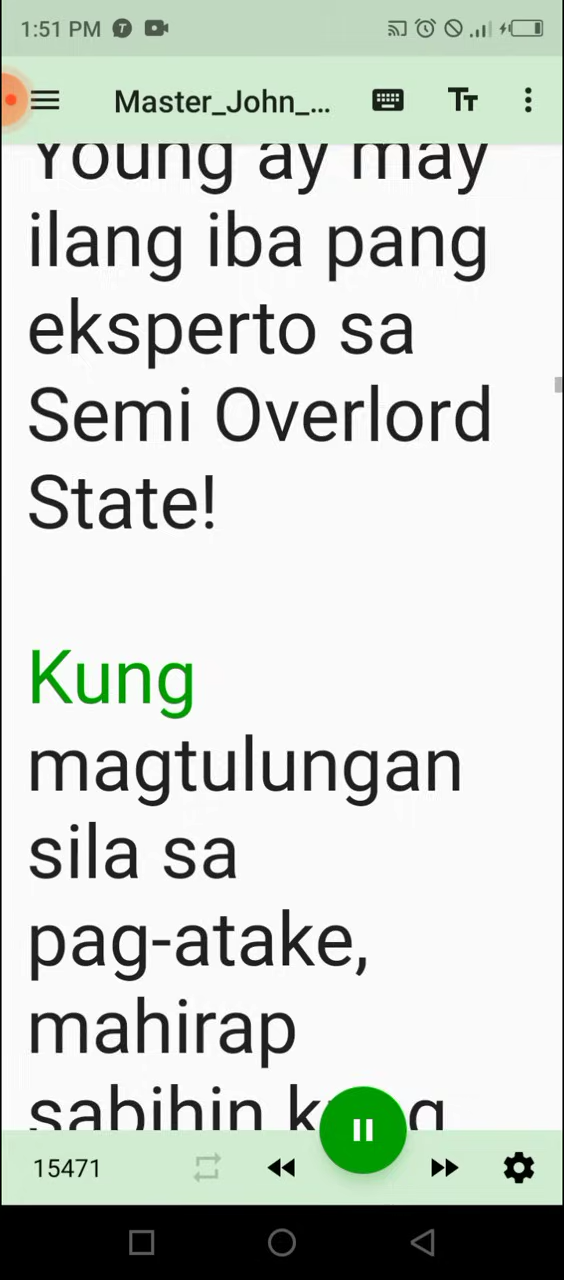 1:51 PM
Master_John_...
Young ay may
ilang iba pang
eksperto sa
Semi Overlord
State!
Kung
magtulungan
sila sa
pag-atake,
mahirap
sabihin
15471